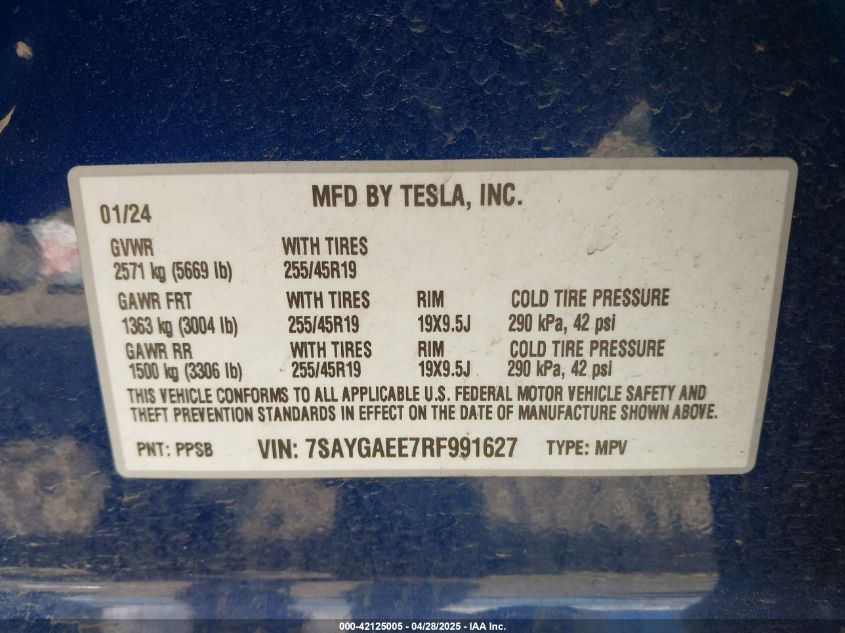 MFD BY TESLA, INC.
01/24
GVWR WITH TIRES
2571 kg (5669 lb) 255/45R19
GAWR FRT WITH TIRES RIM COLD TIRE PRESSURE
1363 kg (3004 lb) 255/45R19 19X9.5J 290 kPa, 42 psi
GAWR RR WITH TIRES RIM COLD TIRE PRESSURE
1500 kg (3306 lb) 255/45R19 19X9.5J 290 kPa, 42 psi
THIS VEHICLE CONFORMS TO ALL APPLICABLE U.S. FEDERAL MOTOR VEHICLE SAFETY AND
THEFT PREVENTION STANDARDS IN EFFECT ON THE DATE OF MANUFACTURE SHOWN ABOVE.
PNT: PPSB VIN: 7SAYGAEE7RF991627 TYPE: MPV
000-42125005 - 04/28/2025 - IAA Inc.